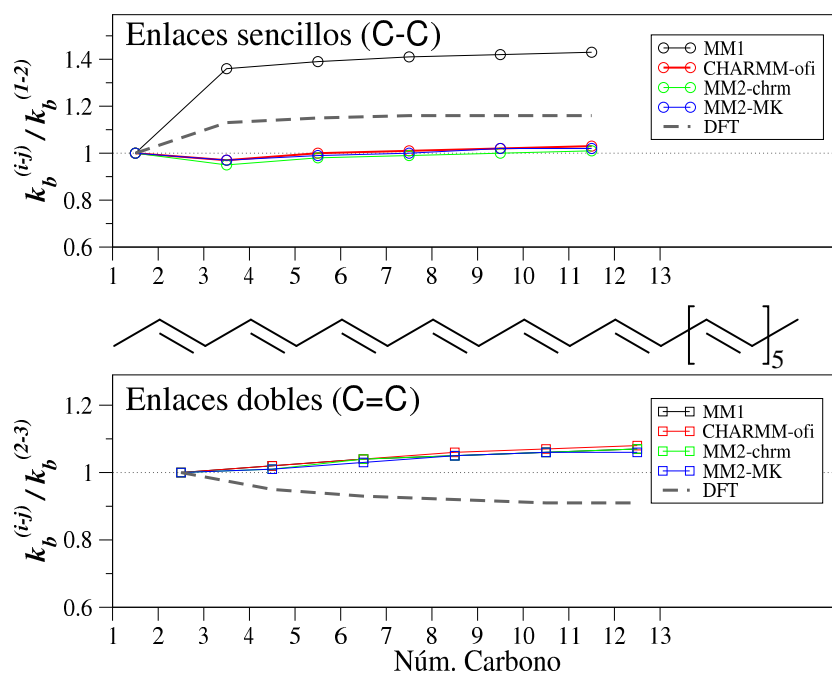 Enlaces sencillos (C-C)
MM1
CHARMM-ofi
MM2-chrm
MM2-MK
DFT
k_b^(i-j) / k_b^(1-2)
1.4
1.2
1
0.8
0.6
1 2 3 4 5 6 7 8 9 10 11 12 13
5
Enlaces dobles (C=C)
MM1
CHARMM-ofi
MM2-chrm
MM2-MK
DFT
k_b^(i-j) / k_b^(2-3)
1.2
1
0.8
0.6
1 2 3 4 5 6 7 8 9 10 11 12 13
Núm. Carbono